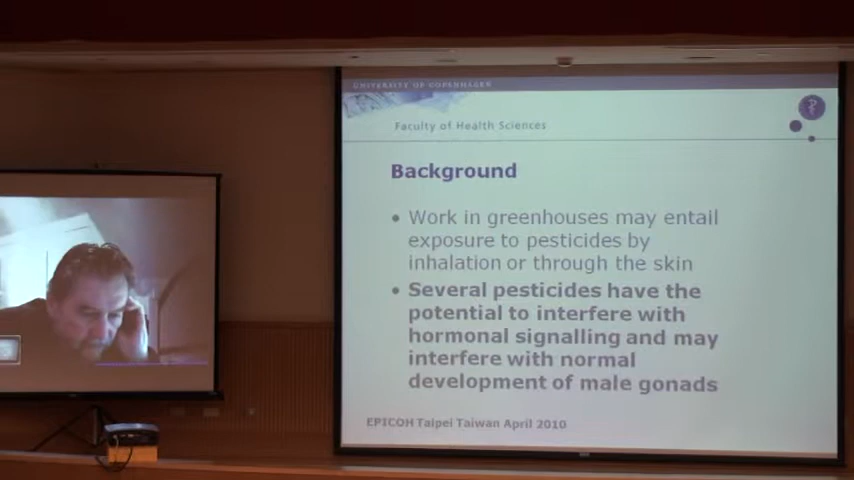 UNIVERSITY OF COPENHAGEN
Faculty of Health Sciences
Background
• Work in greenhouses may entail
exposure to pesticides by
inhalation or through the skin
• Several pesticides have the
potential to interfere with
hormonal signalling and may
interfere with normal
development of male gonads
EPICOH Taipei Taiwan April 2010